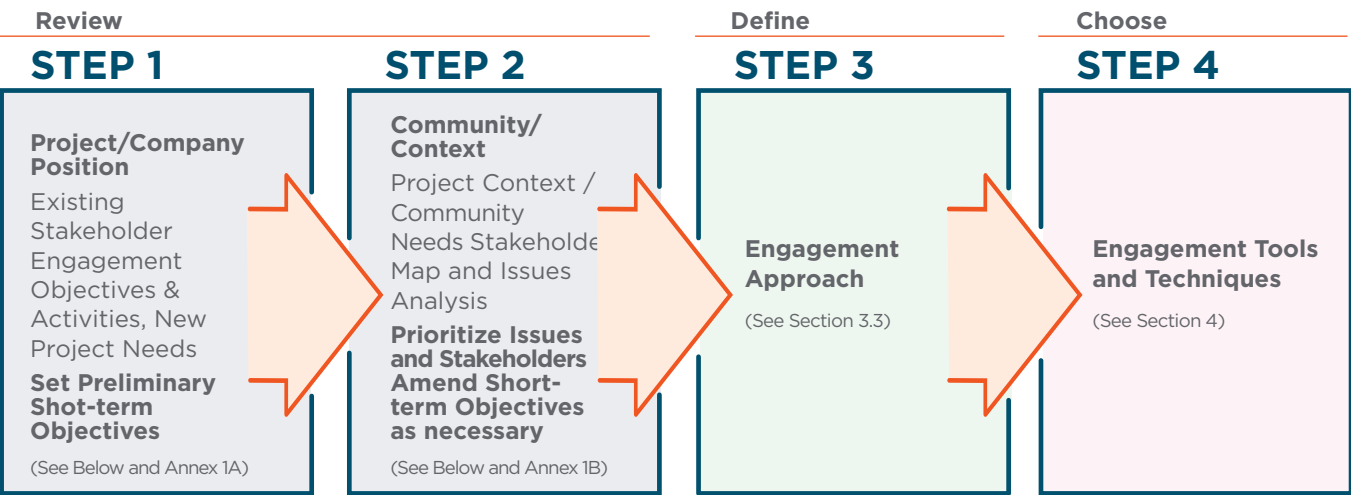 Review
STEP 1
Project/Company
Position
Existing
Stakeholder
Engagement
Objectives &
Activities, New
Project Needs
Set Preliminary
Shot-term
Objectives
(See Below and Annex 1A)
STEP 2
Community/
Context
Project Context /
Community
Needs Stakeholde
Map and Issues
Analysis
Prioritize Issues
and Stakeholders
Amend Short-
term Objectives
as necessary
(See Below and Annex 1B)
Define
STEP 3
Engagement
Approach
(See Section 3.3)
Choose
STEP 4
Engagement Tools
and Techniques
(See Section 4)